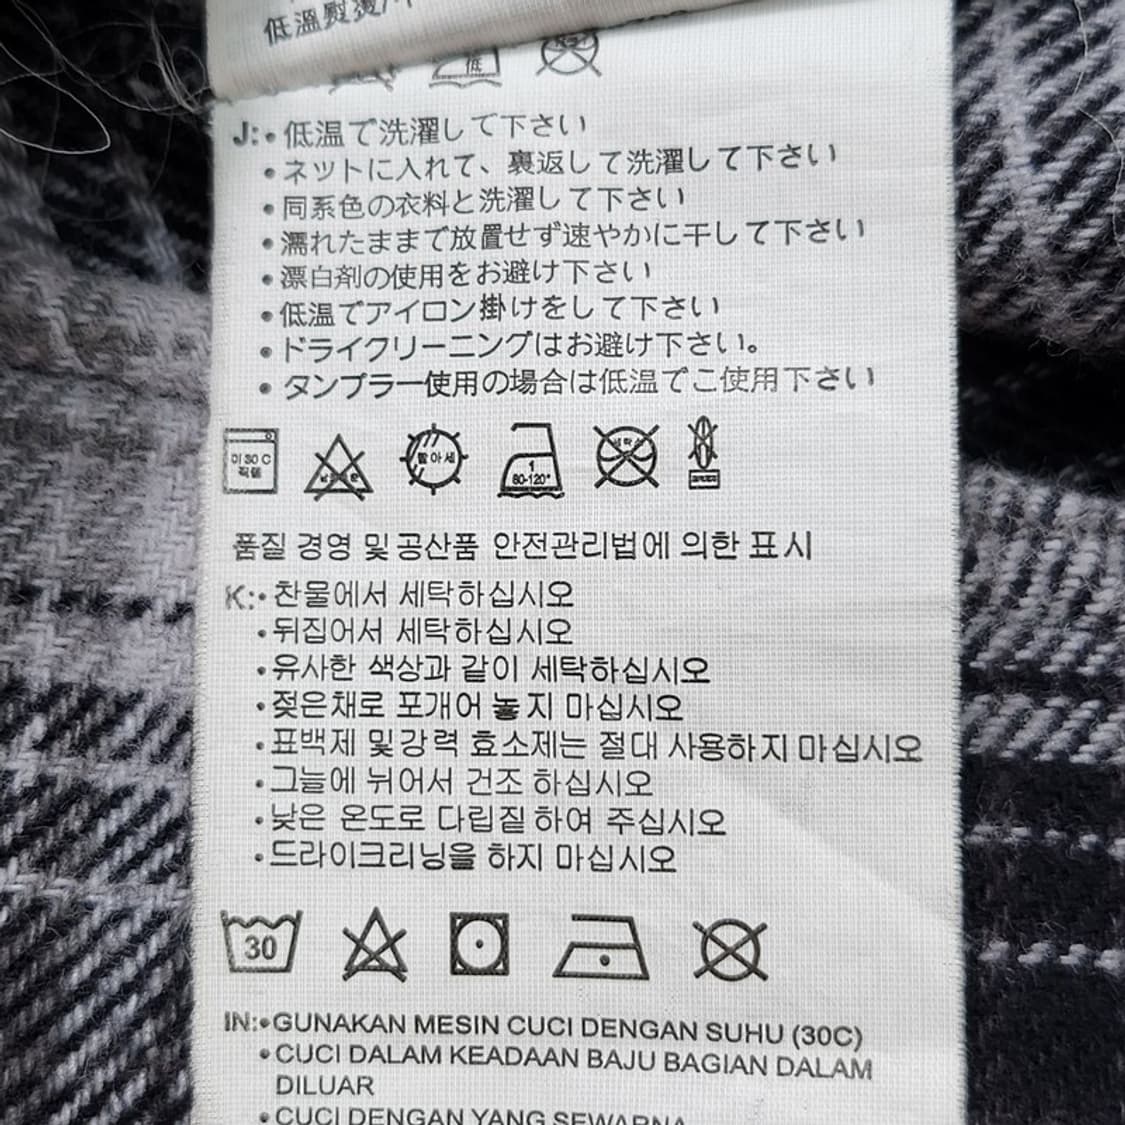 低溫熨燙
低
J:• 低温で洗濯して下さい
• ネットに入れて、裏返して洗濯して下さい
• 同系色の衣料と洗濯して下さい
• 濡れたままで放置せず速やかに干して下さい
• 漂白剤の使用をお避け下さい
• 低温でアイロン掛けをして下さい
• ドライクリーニングはお避け下さい。
• タンブラー使用の場合は低温でご使用下さい
약 30 C
80-120°
품질 경영 및 공산품 안전관리법에 의한 표시
K:• 찬물에서 세탁하십시오
• 뒤집어서 세탁하십시오
• 유사한 색상과 같이 세탁하십시오
• 젖은채로 포개어 놓지 마십시오
• 표백제 및강력 효소제는 절대 사용하지 마십시오
• 그늘에 뉘어서 건조 하십시오
• 낮은 온도로 다림질 하여 주십시오
• 드라이크리닝을 하지 마십시오
30
IN:•GUNAKAN MESIN CUCI DENGAN SUHU (30C)
• CUCI DALAM KEADAAN BAJU BAGIAN DALAM
DILUAR
• CUCI DENGAN YANG SEWARNA